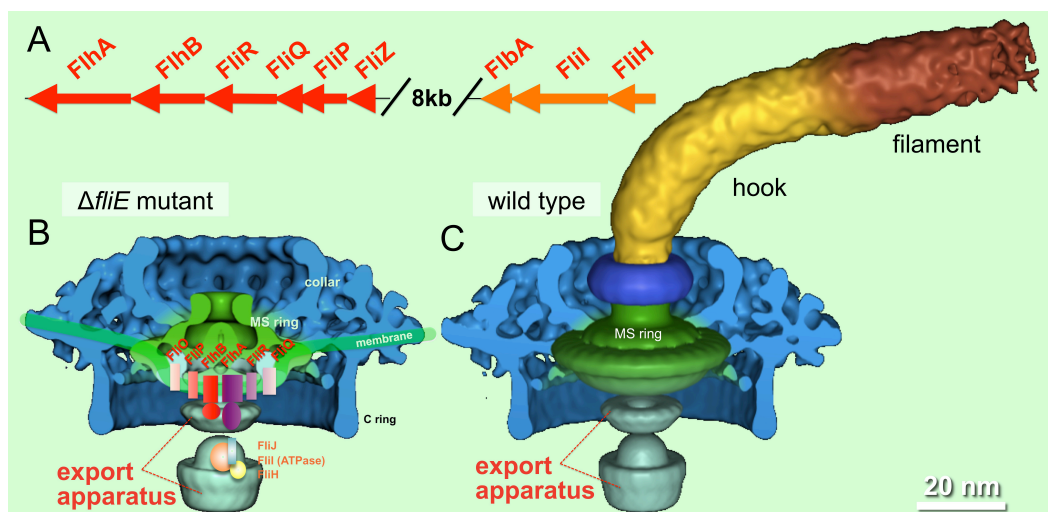 A
FlhA
FlhB
FliR
FliQ
FliP
FliZ
8kb
FlbA
FliI
FliH
filament
hook
ΔfliE mutant
wild type
B
C
collar
MS ring
membrane
FliO
FliP
FlhB
FlhA
FliR
FliQ
C ring
export
apparatus
FliJ
FliI (ATPase)
FliH
MS ring
export
apparatus
20 nm